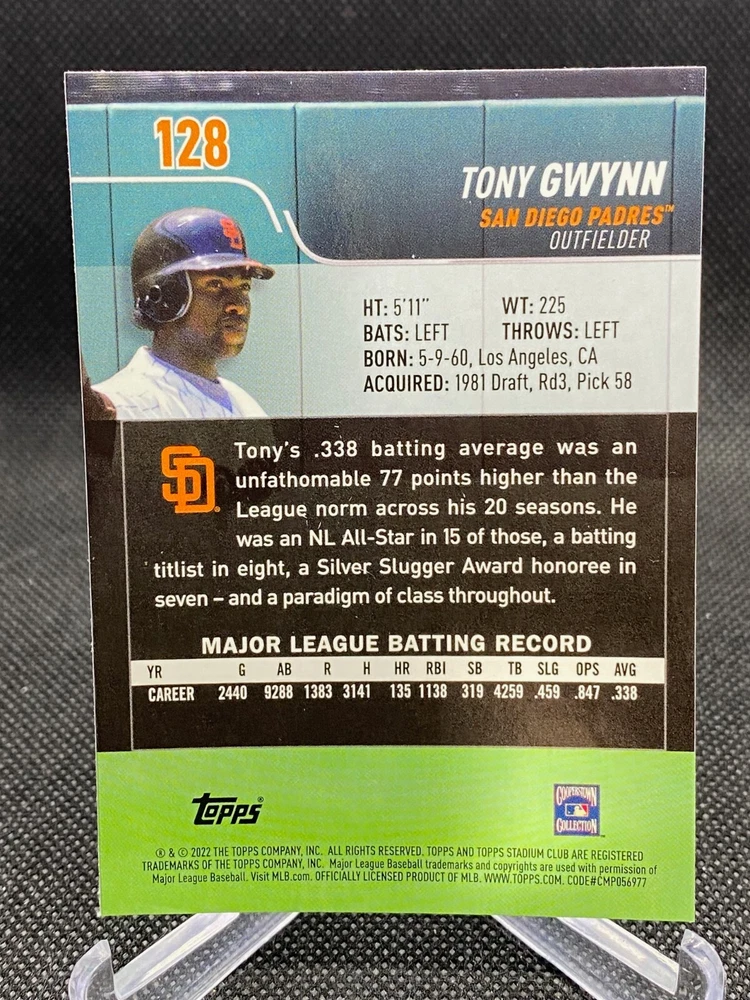 128
TONY GWYNN
SAN DIEGO PADRES™
OUTFIELDER
SD
HT: 5'11" WT: 225
BATS: LEFT THROWS: LEFT
BORN: 5-9-60, Los Angeles, CA
ACQUIRED: 1981 Draft, Rd3, Pick 58
SD®
Tony's .338 batting average was an
unfathomable 77 points higher than the
League norm across his 20 seasons. He
was an NL All-Star in 15 of those, a batting
titlist in eight, a Silver Slugger Award honoree in
seven – and a paradigm of class throughout.
MAJOR LEAGUE BATTING RECORD
YR G AB R H HR RBI SB TB SLG OPS AVG
CAREER 2440 9288 1383 3141 135 1138 319 4259 .459 .847 .338
topps®
COOPERSTOWN
COLLECTION
® & © 2022 THE TOPPS COMPANY, INC. ALL RIGHTS RESERVED. TOPPS AND TOPPS STADIUM CLUB ARE REGISTERED
TRADEMARKS OF THE TOPPS COMPANY, INC. Major League Baseball trademarks and copyrights are used with permission of
Major League Baseball. Visit MLB.com. OFFICIALLY LICENSED PRODUCT OF MLB. WWW.TOPPS.COM. CODE#CMP056977